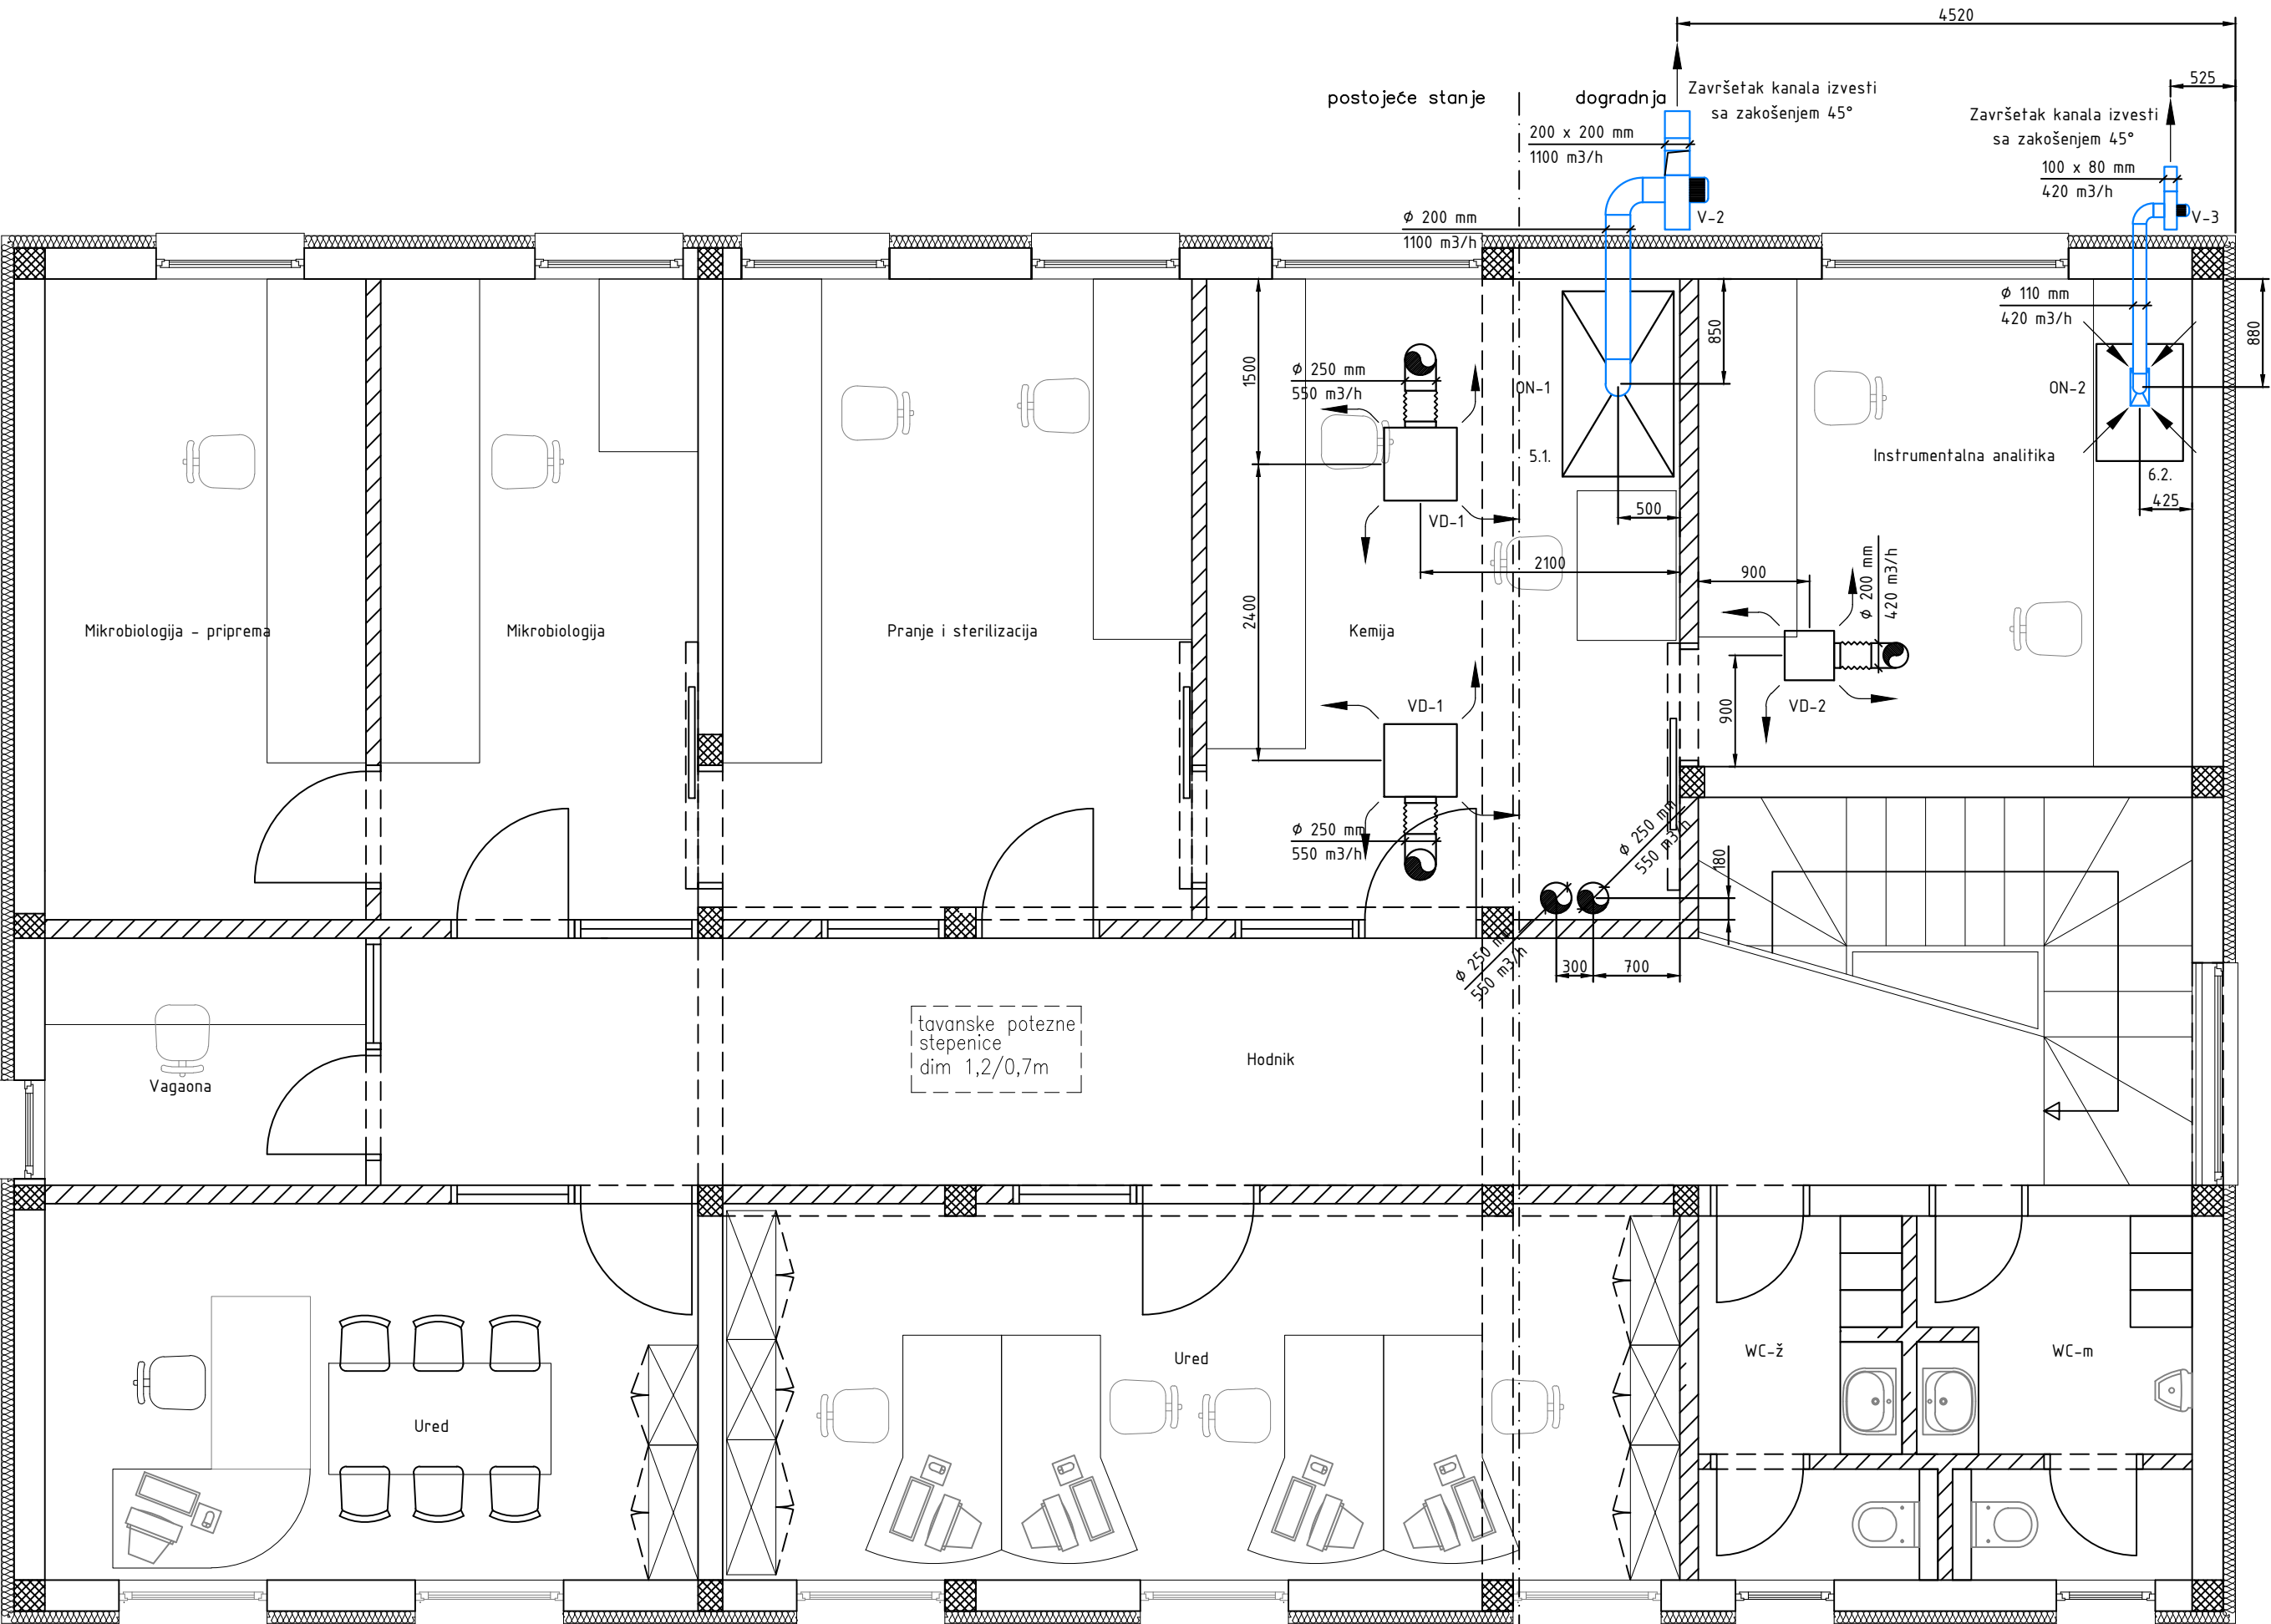 4520
525
postojeće stanje
dogradnja
Završetak kanala izvesti
sa zakošenjem 45°
Završetak kanala izvesti
sa zakošenjem 45°
200 x 200 mm
1100 m3/h
100 x 80 mm
420 m3/h
V-2
V-3
ϕ 200 mm
1100 m3/h
ϕ 110 mm
420 m3/h
850
880
1500
ϕ 250 mm
550 m3/h
ON-1
ON-2
5.1.
Instrumentalna analitika
6.2.
425
500
VD-1
2100
900
ϕ 200 mm
420 m3/h
2400
Mikrobiologija - priprema
Mikrobiologija
Pranje i sterilizacija
Kemija
VD-1
900
VD-2
ϕ 250 mm
550 m3/h
ϕ 250 mm
550 m3/h
180
ϕ 250 mm
550 m3/h
300
700
tavanske potezne
stepenice
dim 1,2/0,7m
Hodnik
Vagaona
Ured
Ured
WC-ž
WC-m